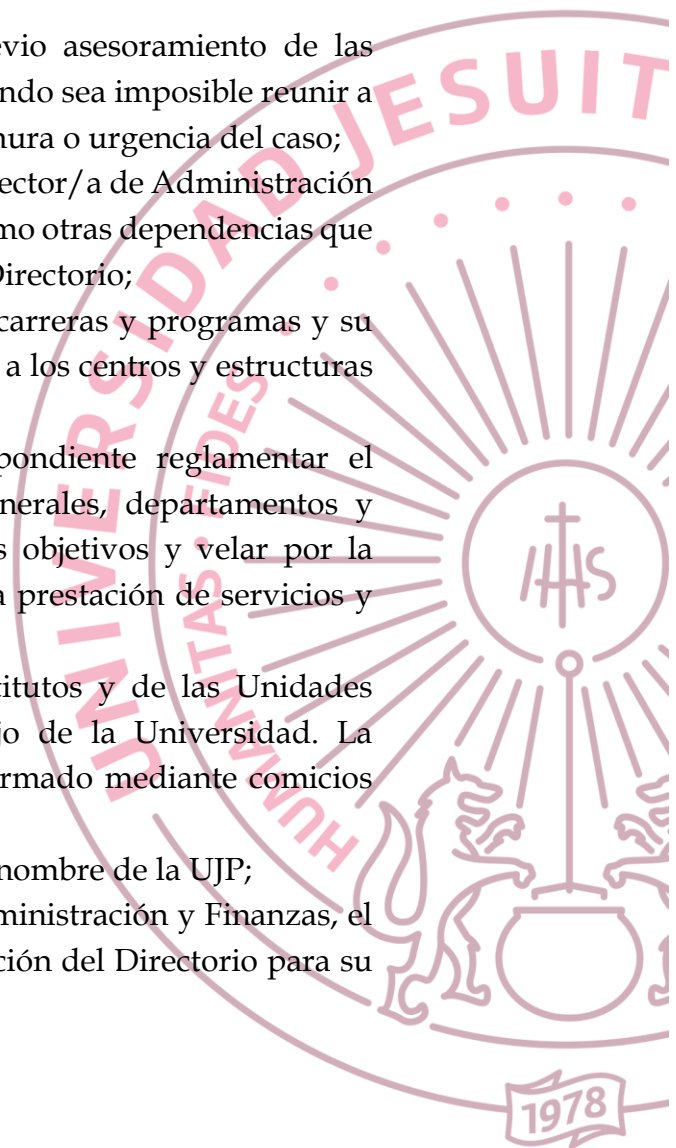 evio asesoramiento de las
ndo sea imposible reunir a
nura o urgencia del caso;
ector/a de Administración
mo otras dependencias que
Directorio;
carreras y programas y su
a los centros y estructuras
pondiente reglamentar el
enerales, departamentos y
s objetivos y velar por la
a prestación de servicios y
titutos y de las Unidades
jo de la Universidad. La
rmado mediante comicios
nombre de la UJP;
ministración y Finanzas, el
ción del Directorio para su
UNIVERSIDAD JESUIT
HUMANITAS • FIDES
IHS
1978